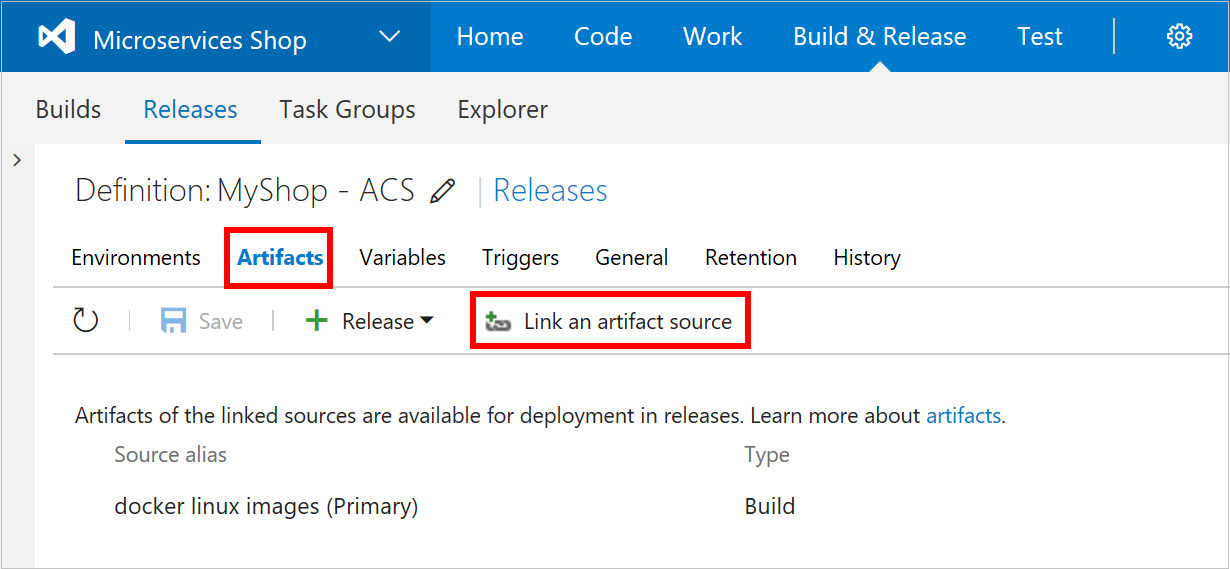 Microservices Shop Home Code Work Build & Release Test
Builds Releases Task Groups Explorer
Definition: MyShop - ACS | Releases
Environments Artifacts Variables Triggers General Retention History
Save Release Link an artifact source
Artifacts of the linked sources are available for deployment in releases. Learn more about artifacts.
Source alias Type
docker linux images (Primary) Build